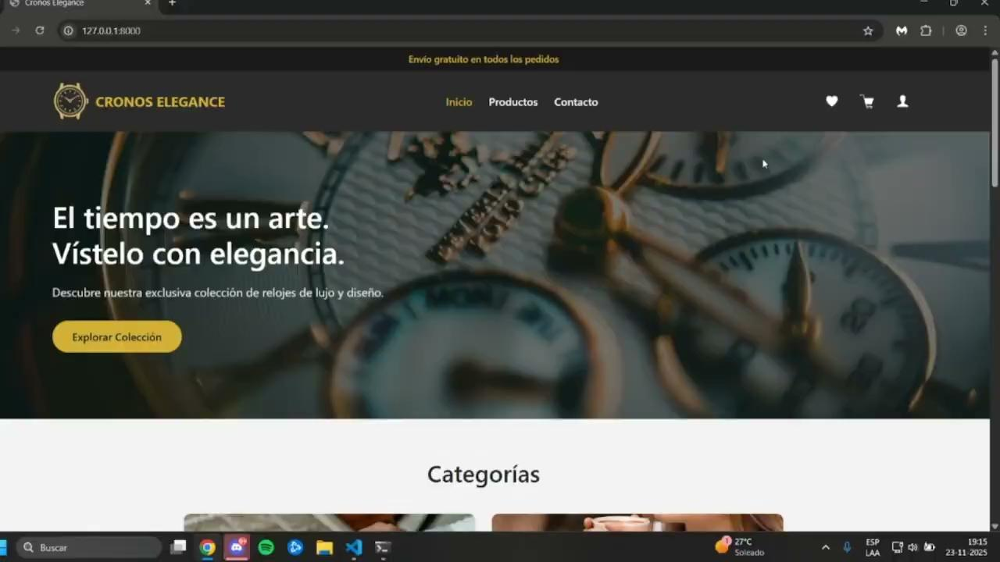 Cronos Elegance
127.0.0.1:8000
Envío gratuito en todos los pedidos
CRONOS ELEGANCE
Inicio
Productos
Contacto
El tiempo es un arte.
Vístelo con elegancia.
Descubre nuestra exclusiva colección de relojes de lujo y diseño.
Explorar Colección
Categorías
Buscar
1
27°C
Soleado
ESP
LAA
19:15
23-11-2025